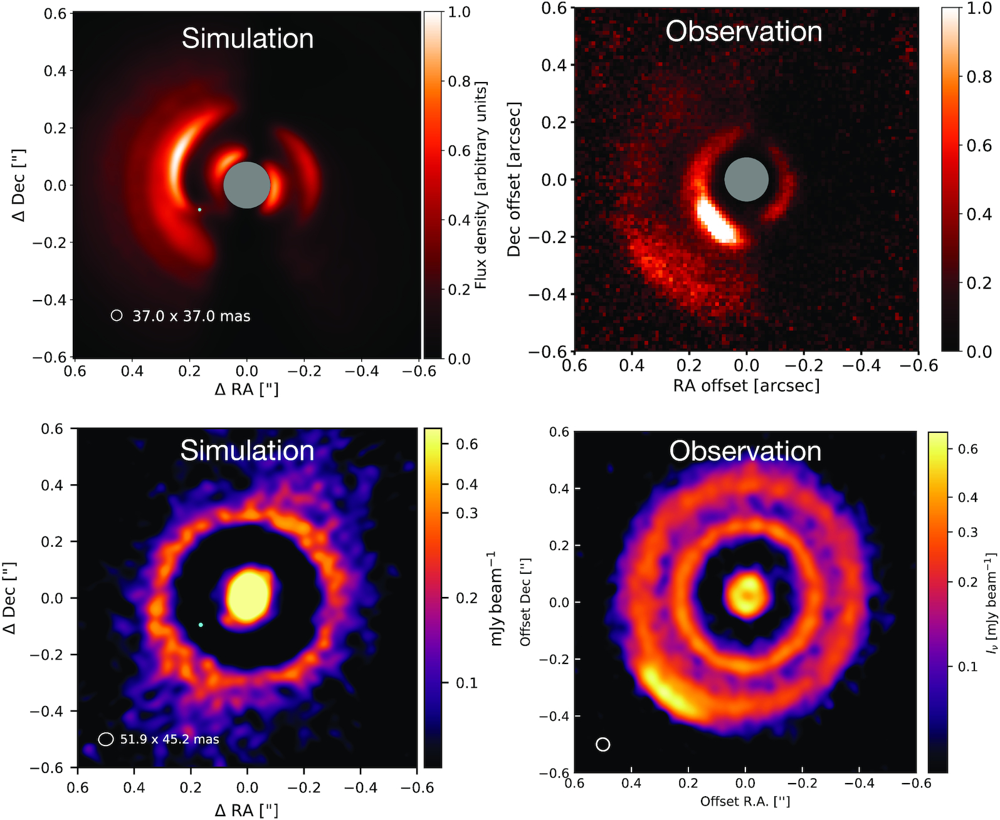 Simulation
0.6
0.4
0.2
0.0
−0.2
−0.4
−0.6
Δ Dec ["]
37.0 x 37.0 mas
0.6 0.4 0.2 0.0 −0.2 −0.4 −0.6
Δ RA ["]
1.0
0.8
0.6
0.4
0.2
0.0
Flux density [arbitrary units]
Observation
0.6
0.4
0.2
0.0
−0.2
−0.4
−0.6
Dec offset [arcsec]
0.6 0.4 0.2 0.0 −0.2 −0.4 −0.6
RA offset [arcsec]
1.0
0.8
0.6
0.4
0.2
0.0
Simulation
0.6
0.4
0.2
0.0
−0.2
−0.4
−0.6
Δ Dec ["]
51.9 x 45.2 mas
0.6 0.4 0.2 0.0 −0.2 −0.4 −0.6
Δ RA ["]
0.6
0.4
0.3
0.2
0.1
mJy beam⁻¹
Observation
0.6
0.4
0.2
0.0
−0.2
−0.4
−0.6
Offset Dec ['']
0.6 0.4 0.2 0.0 −0.2 −0.4 −0.6
Offset R.A. ['']
0.6
0.4
0.3
0.2
0.1
Iν [mJy beam⁻¹]